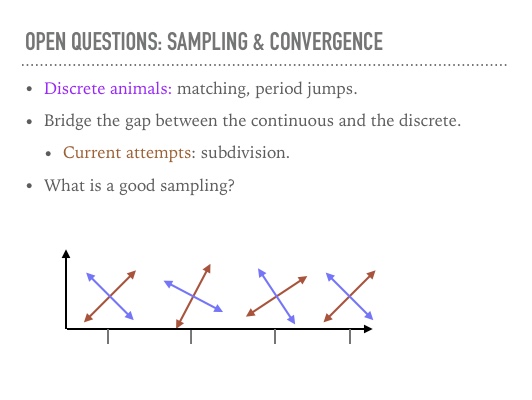 OPEN QUESTIONS: SAMPLING & CONVERGENCE
• Discrete animals: matching, period jumps.
• Bridge the gap between the continuous and the discrete.
• Current attempts: subdivision.
• What is a good sampling?